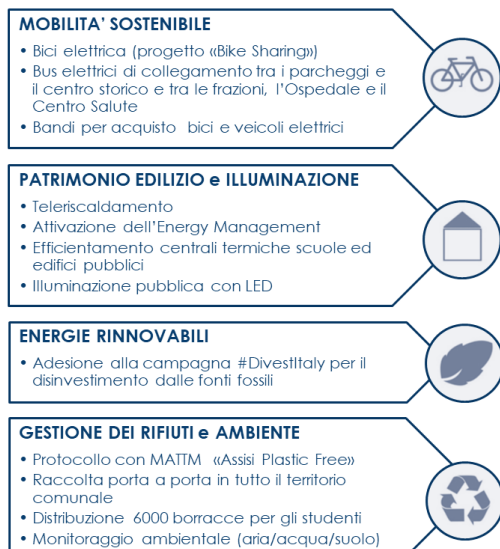 MOBILITA' SOSTENIBILE
• Bici elettrica (progetto «Bike Sharing»)
• Bus elettrici di collegamento tra i parcheggi e
il centro storico e tra le frazioni, l'Ospedale e il
Centro Salute
• Bandi per acquisto bici e veicoli elettrici
PATRIMONIO EDILIZIO e ILLUMINAZIONE
• Teleriscaldamento
• Attivazione dell'Energy Management
• Efficientamento centrali termiche scuole ed
edifici pubblici
• Illuminazione pubblica con LED
ENERGIE RINNOVABILI
• Adesione alla campagna #DivestItaly per il
disinvestimento dalle fonti fossili
GESTIONE DEI RIFIUTI e AMBIENTE
• Protocollo con MATTM «Assisi Plastic Free»
• Raccolta porta a porta in tutto il territorio
comunale
• Distribuzione 6000 borracce per gli studenti
• Monitoraggio ambientale (aria/acqua/suolo)